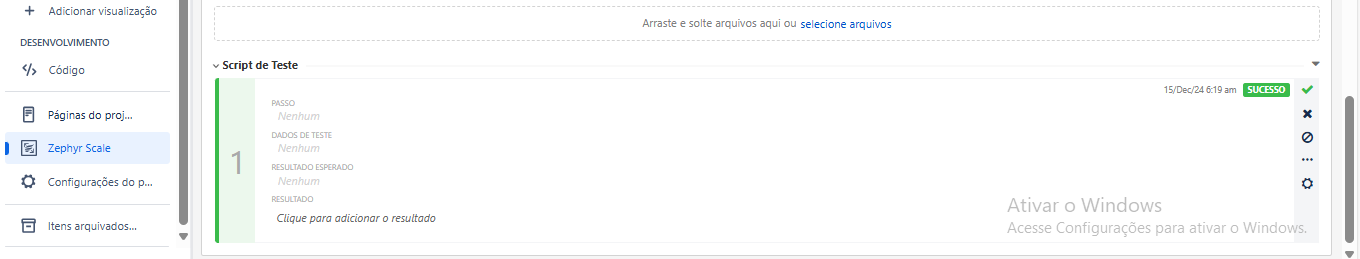 Adicionar visualização
DESENVOLVIMENTO
Código
Páginas do proj...
Zephyr Scale
Configurações do p...
Itens arquivados...
Arraste e solte arquivos aqui ou selecione arquivos
Script de Teste
15/Dec/24 6:19 am SUCESSO
1
PASSO
Nenhum
DADOS DE TESTE
Nenhum
RESULTADO ESPERADO
Nenhum
RESULTADO
Clique para adicionar o resultado
Ativar o Windows
Acesse Configurações para ativar o Windows.